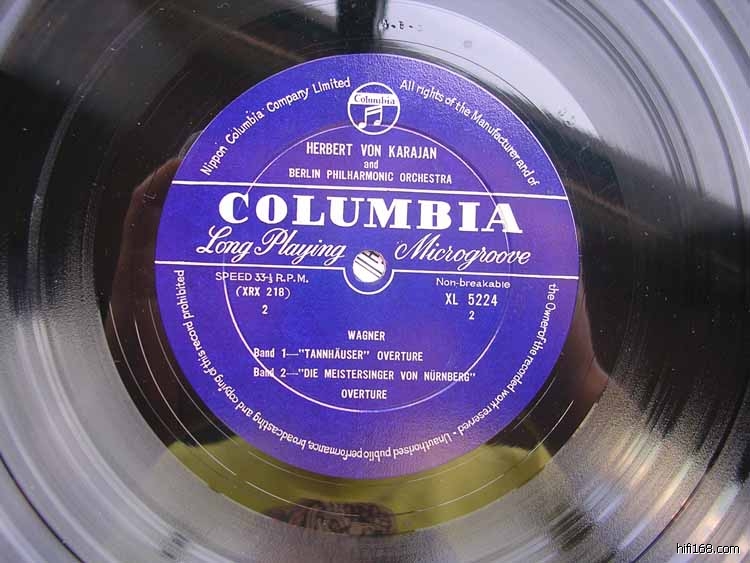 Nippon Columbia Company Limited
All rights of the Manufacturer and of the Owner of the recorded work reserved - Unauthorised public performance, broadcasting and copying of this record prohibited
Columbia
HERBERT VON KARAJAN
and
BERLIN PHILHARMONIC ORCHESTRA
COLUMBIA
Long Playing Microgroove
SPEED 33-⅓ R.P.M. Non-breakable
(XRX 218) XL 5224
2 2
WAGNER
Band 1—"TANNHÄUSER" OVERTURE
Band 2—"DIE MEISTERSINGER VON NÜRNBERG"
OVERTURE
hifi168.com